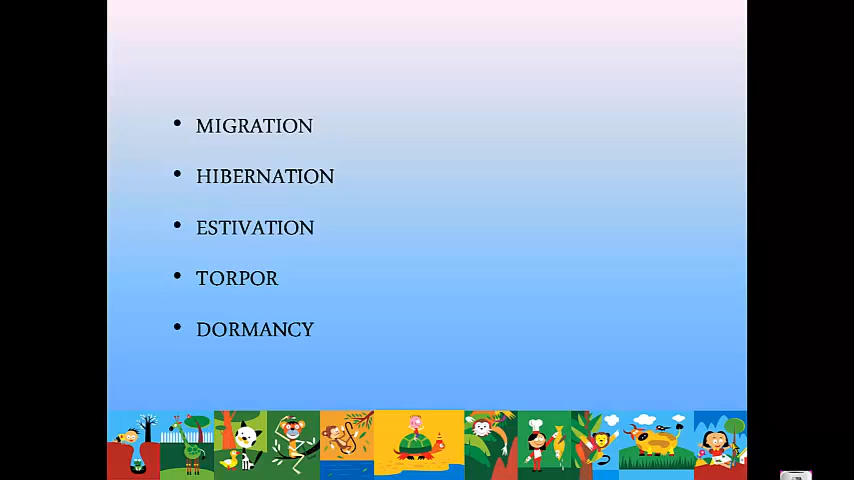 • MIGRATION
• HIBERNATION
• ESTIVATION
• TORPOR
• DORMANCY